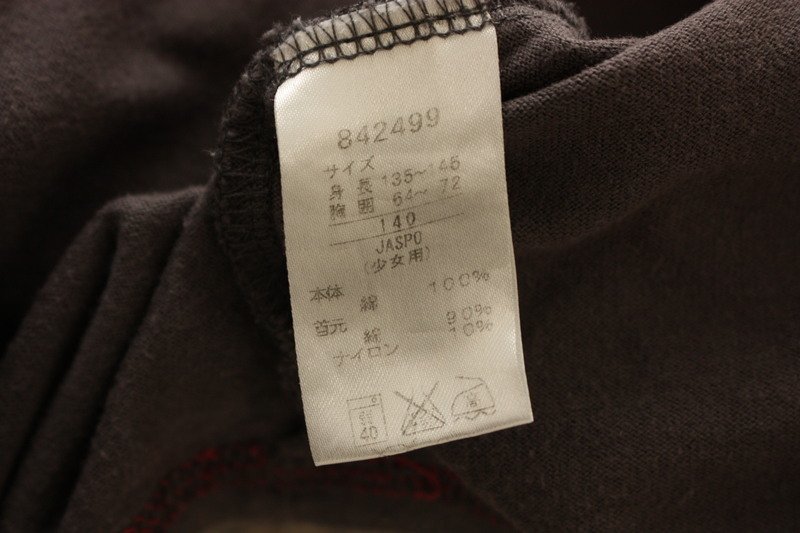 842499
サイズ
身長 135~145
胸囲 64~ 72
140
JASPO
(少女用)
本体 綿 100%
首元 綿 90%
ナイロン 10%
40